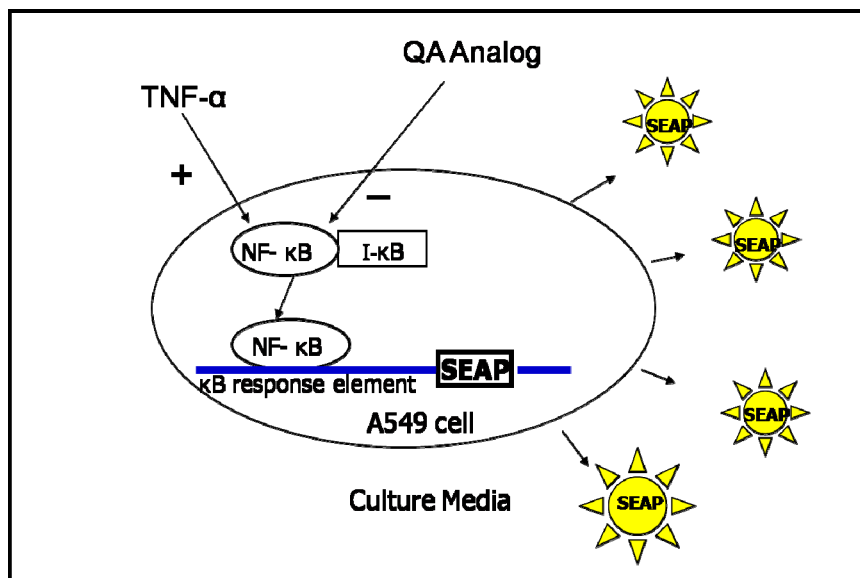 QA Analog
TNF-α
+
–
NF- κB
I-κB
NF- κB
SEAP
κB response element
A549 cell
Culture Media
SEAP
SEAP
SEAP
SEAP